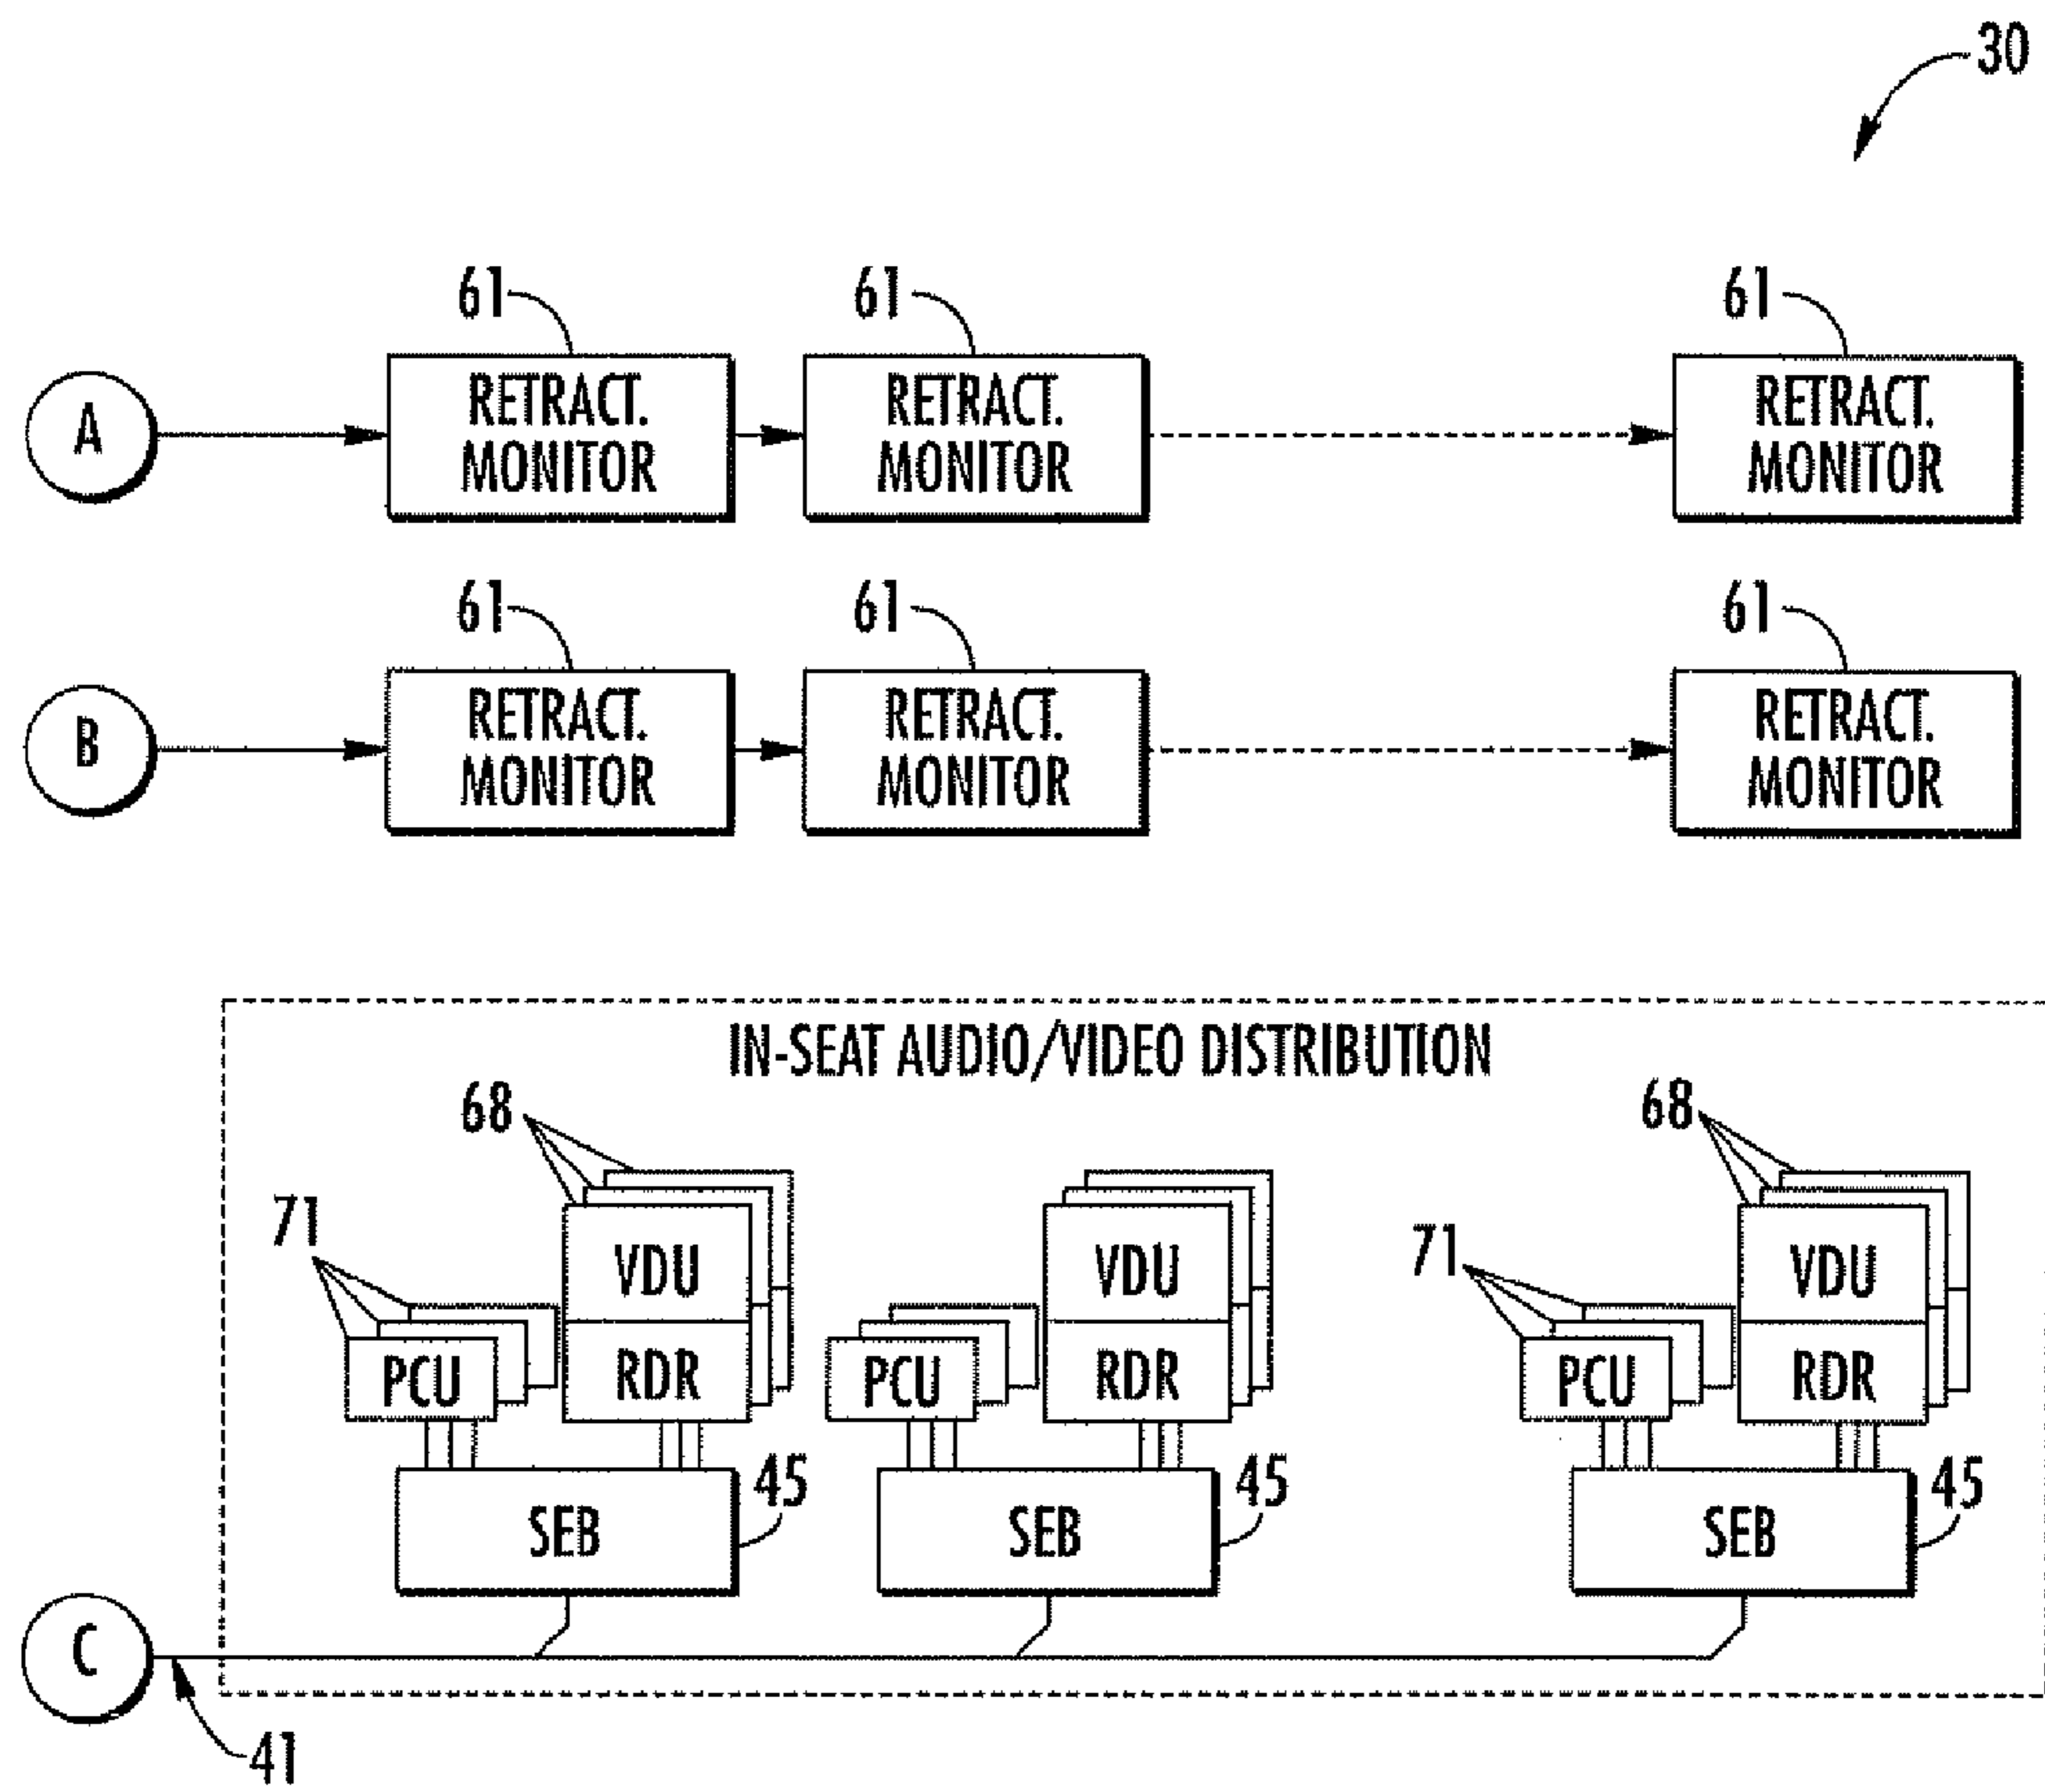 30
61 61 61
A RETRACT. MONITOR RETRACT. MONITOR RETRACT. MONITOR
61 61 61
B RETRACT. MONITOR RETRACT. MONITOR RETRACT. MONITOR
IN-SEAT AUDIO/VIDEO DISTRIBUTION
68 68
71 VDU VDU 71 VDU
PCU RDR PCU RDR PCU RDR
SEB 45 SEB 45 SEB 45
C
41